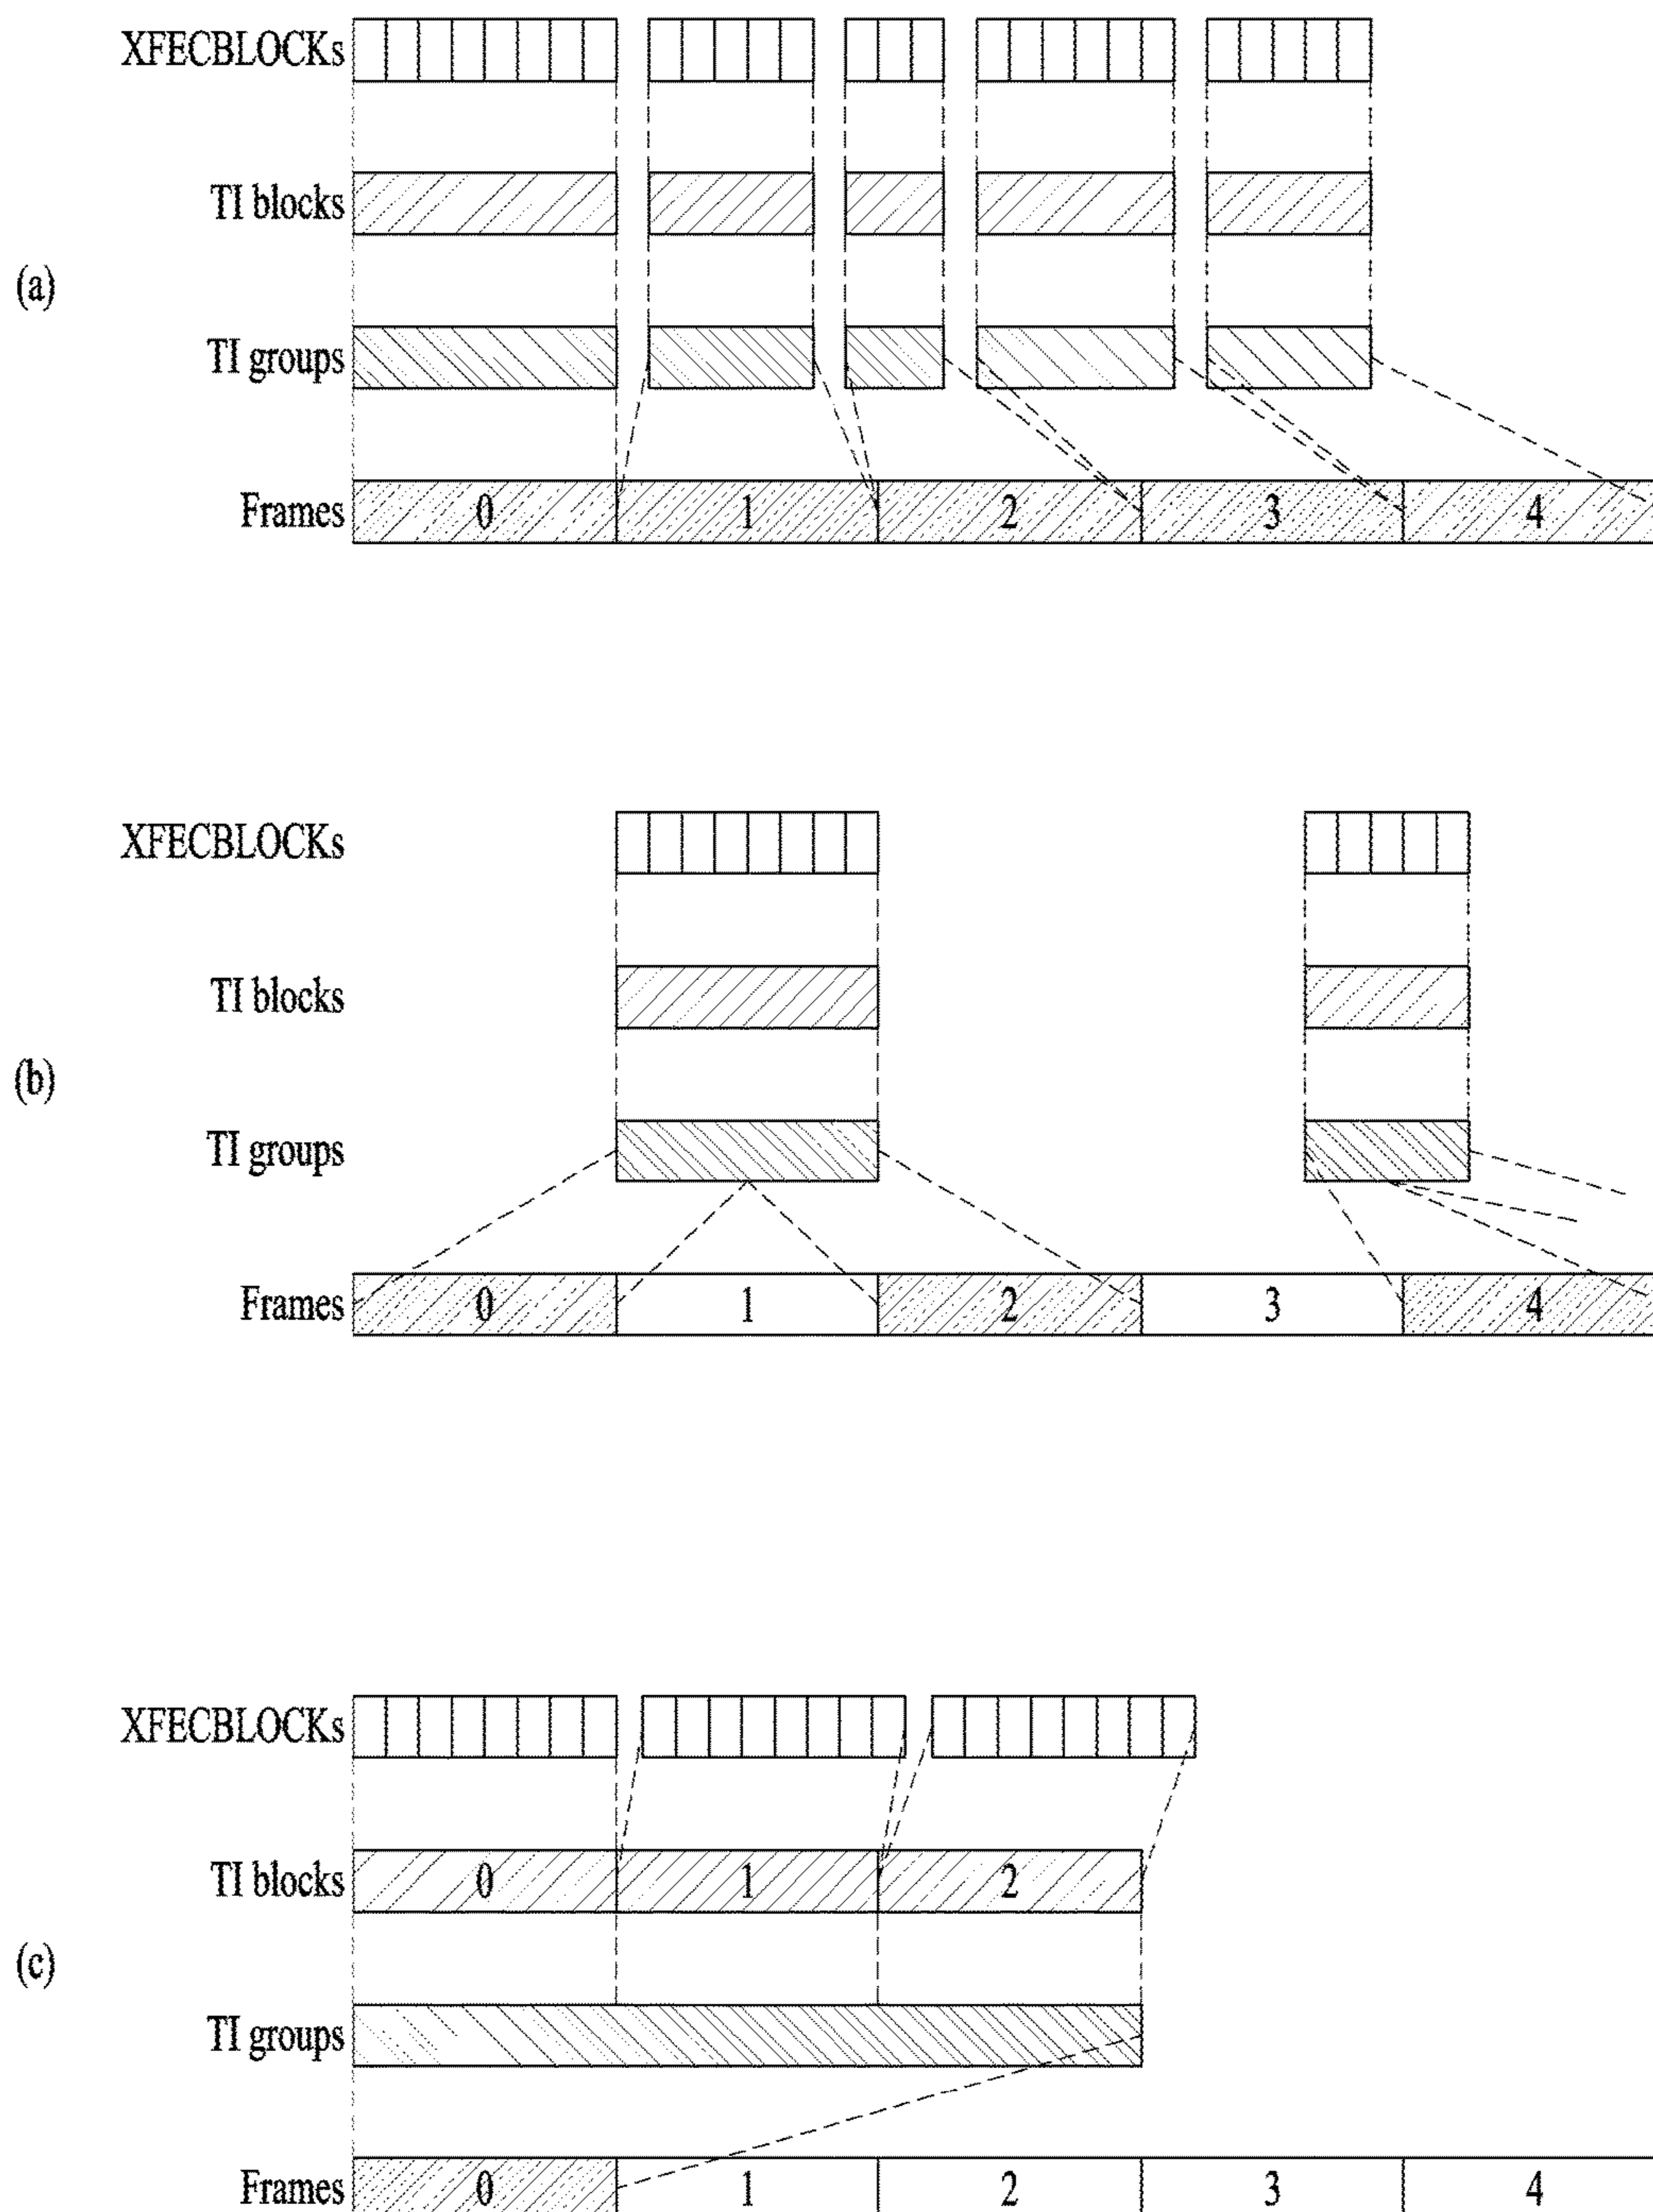 XFECBLOCKs
TI blocks
(a)
TI groups
Frames 0 1 2 3 4
XFECBLOCKs
TI blocks
(b)
TI groups
Frames 0 1 2 3 4
XFECBLOCKs
TI blocks 0 1 2
(c)
TI groups
Frames 0 1 2 3 4